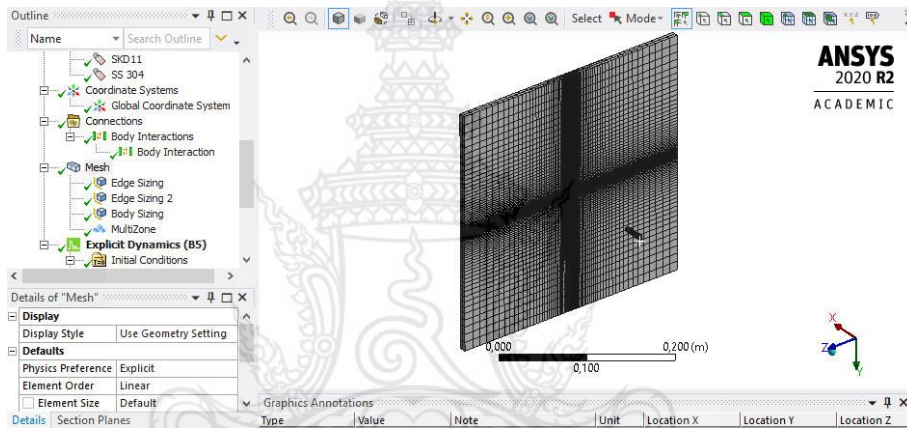 Outline
Name
Search Outline
SKD11
SS 304
Coordinate Systems
Global Coordinate System
Connections
Body Interactions
Body Interaction
Mesh
Edge Sizing
Edge Sizing 2
Body Sizing
MultiZone
Explicit Dynamics (B5)
Initial Conditions
Details of "Mesh"
Display
Display Style Use Geometry Setting
Defaults
Physics Preference Explicit
Element Order Linear
Element Size Default
Details Section Planes
Select Mode
ANSYS
2020 R2
ACADEMIC
0,000 0,200 (m)
0,100
X
Z
Y
Graphics Annotations
Type Value Note Unit Location X Location Y Location Z